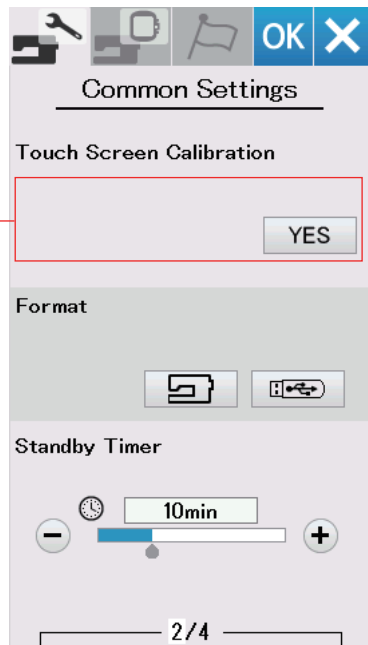 OK
Common Settings
Touch Screen Calibration
YES
Format
Standby Timer
10min
2/4